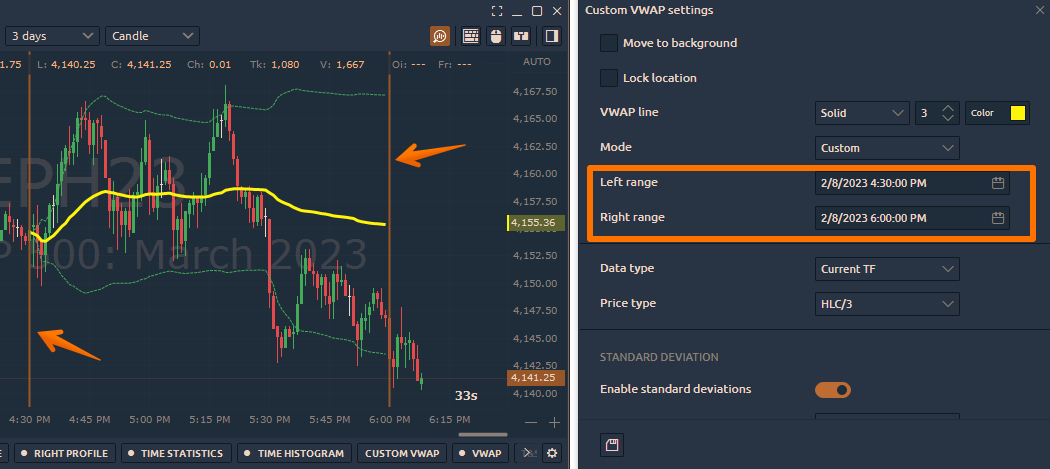 Custom VWAP settings
3 days
Candle
1.75 L: 4,140.25 C: 4,141.25 Ch: 0.01 Tk: 1,080 V: 1,667 Oi: --- Fr: ---
AUTO
4,167.50
4,165.00
4,162.50
4,160.00
4,157.50
4,155.36
4,152.50
4,150.00
4,147.50
4,145.00
4,142.50
4,141.25
4,140.00
EPH23
P 500: March 2023
33s
4:30 PM 4:45 PM 5:00 PM 5:15 PM 5:30 PM 5:45 PM 6:00 PM 6:15 PM
RIGHT PROFILE
TIME STATISTICS
TIME HISTOGRAM
CUSTOM VWAP
VWAP
Move to background
Lock location
VWAP line Solid 3 Color
Mode Custom
Left range 2/8/2023 4:30:00 PM
Right range 2/8/2023 6:00:00 PM
Data type Current TF
Price type HLC/3
STANDARD DEVIATION
Enable standard deviations